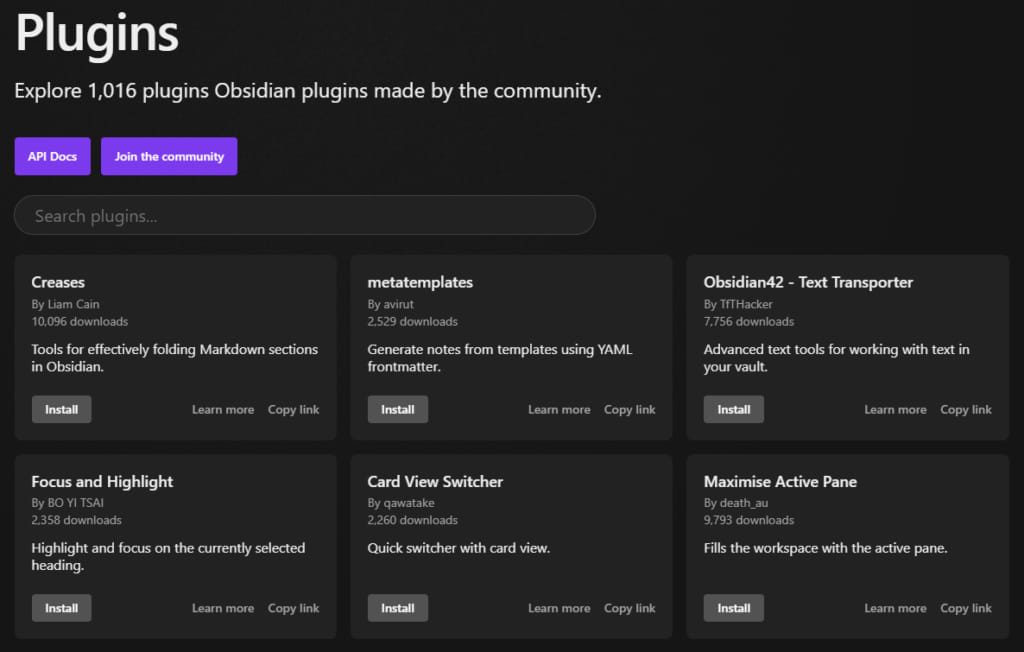 Plugins
Explore 1,016 plugins Obsidian plugins made by the community.
API Docs
Join the community
Search plugins...
Creases
By Liam Cain
10,096 downloads
Tools for effectively folding Markdown sections
in Obsidian.
Install
Learn more
Copy link
metatemplates
By avirut
2,529 downloads
Generate notes from templates using YAML
frontmatter.
Install
Learn more
Copy link
Obsidian42 - Text Transporter
By TfTHacker
7,756 downloads
Advanced text tools for working with text in
your vault.
Install
Learn more
Copy link
Focus and Highlight
By BO YI TSAI
2,358 downloads
Highlight and focus on the currently selected
heading.
Install
Learn more
Copy link
Card View Switcher
By qawatake
2,260 downloads
Quick switcher with card view.
Install
Learn more
Copy link
Maximise Active Pane
By death_au
9,793 downloads
Fills the workspace with the active pane.
Install
Learn more
Copy link